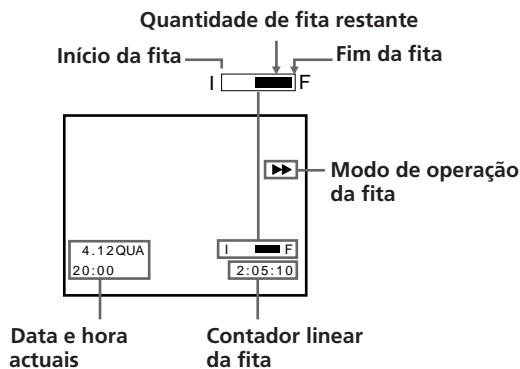 Quantidade de fita restante
Início da fita
Fim da fita
I F
Modo de operação
da fita
I F
4.12QUA
20:00
2:05:10
Data e hora
actuais
Contador linear
da fita